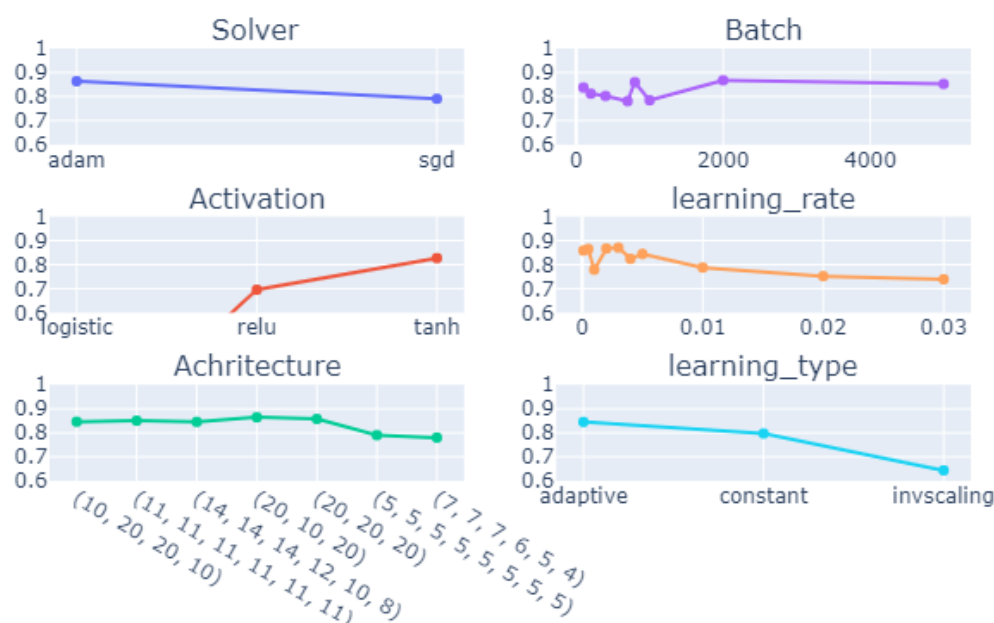 Solver
1
0.9
0.8
0.7
0.6
adam
sgd
Batch
1
0.9
0.8
0.7
0.6
0
2000
4000
Activation
1
0.9
0.8
0.7
0.6
logistic
relu
tanh
learning_rate
1
0.9
0.8
0.7
0.6
0
0.01
0.02
0.03
Achritecture
1
0.9
0.8
0.7
0.6
(10, 20, 20, 10)
(11, 11, 11, 11, 11, 11)
(14, 14, 14, 12, 10, 8)
(20, 10, 20)
(20, 20, 20)
(5, 5, 5, 5, 5, 5, 5, 5)
(7, 7, 7, 6, 5, 4)
learning_type
1
0.9
0.8
0.7
0.6
adaptive
constant
invscaling